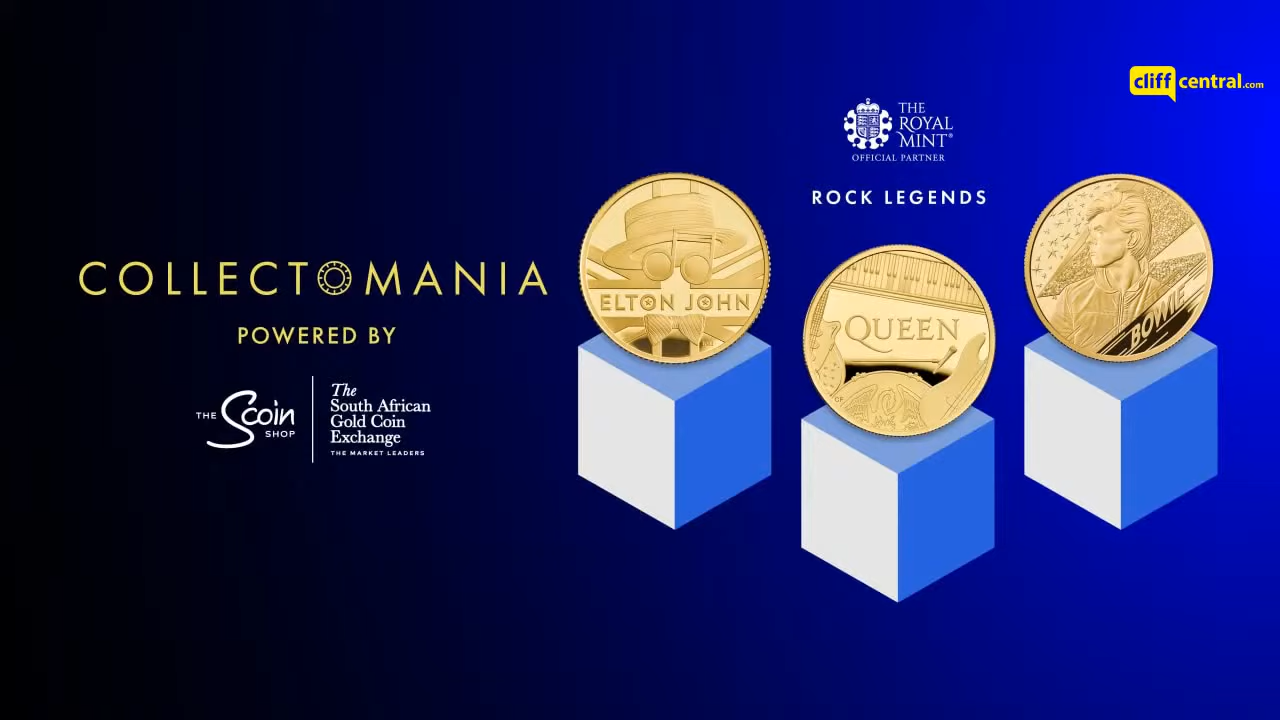 cliffcentral.com
THE
ROYAL
MINT®
OFFICIAL PARTNER
ROCK LEGENDS
COLLECTOMANIA
POWERED BY
THE Scoin
SHOP
The
South African
Gold Coin
Exchange
THE MARKET LEADERS
ELTON JOHN
QUEEN
BOWIE